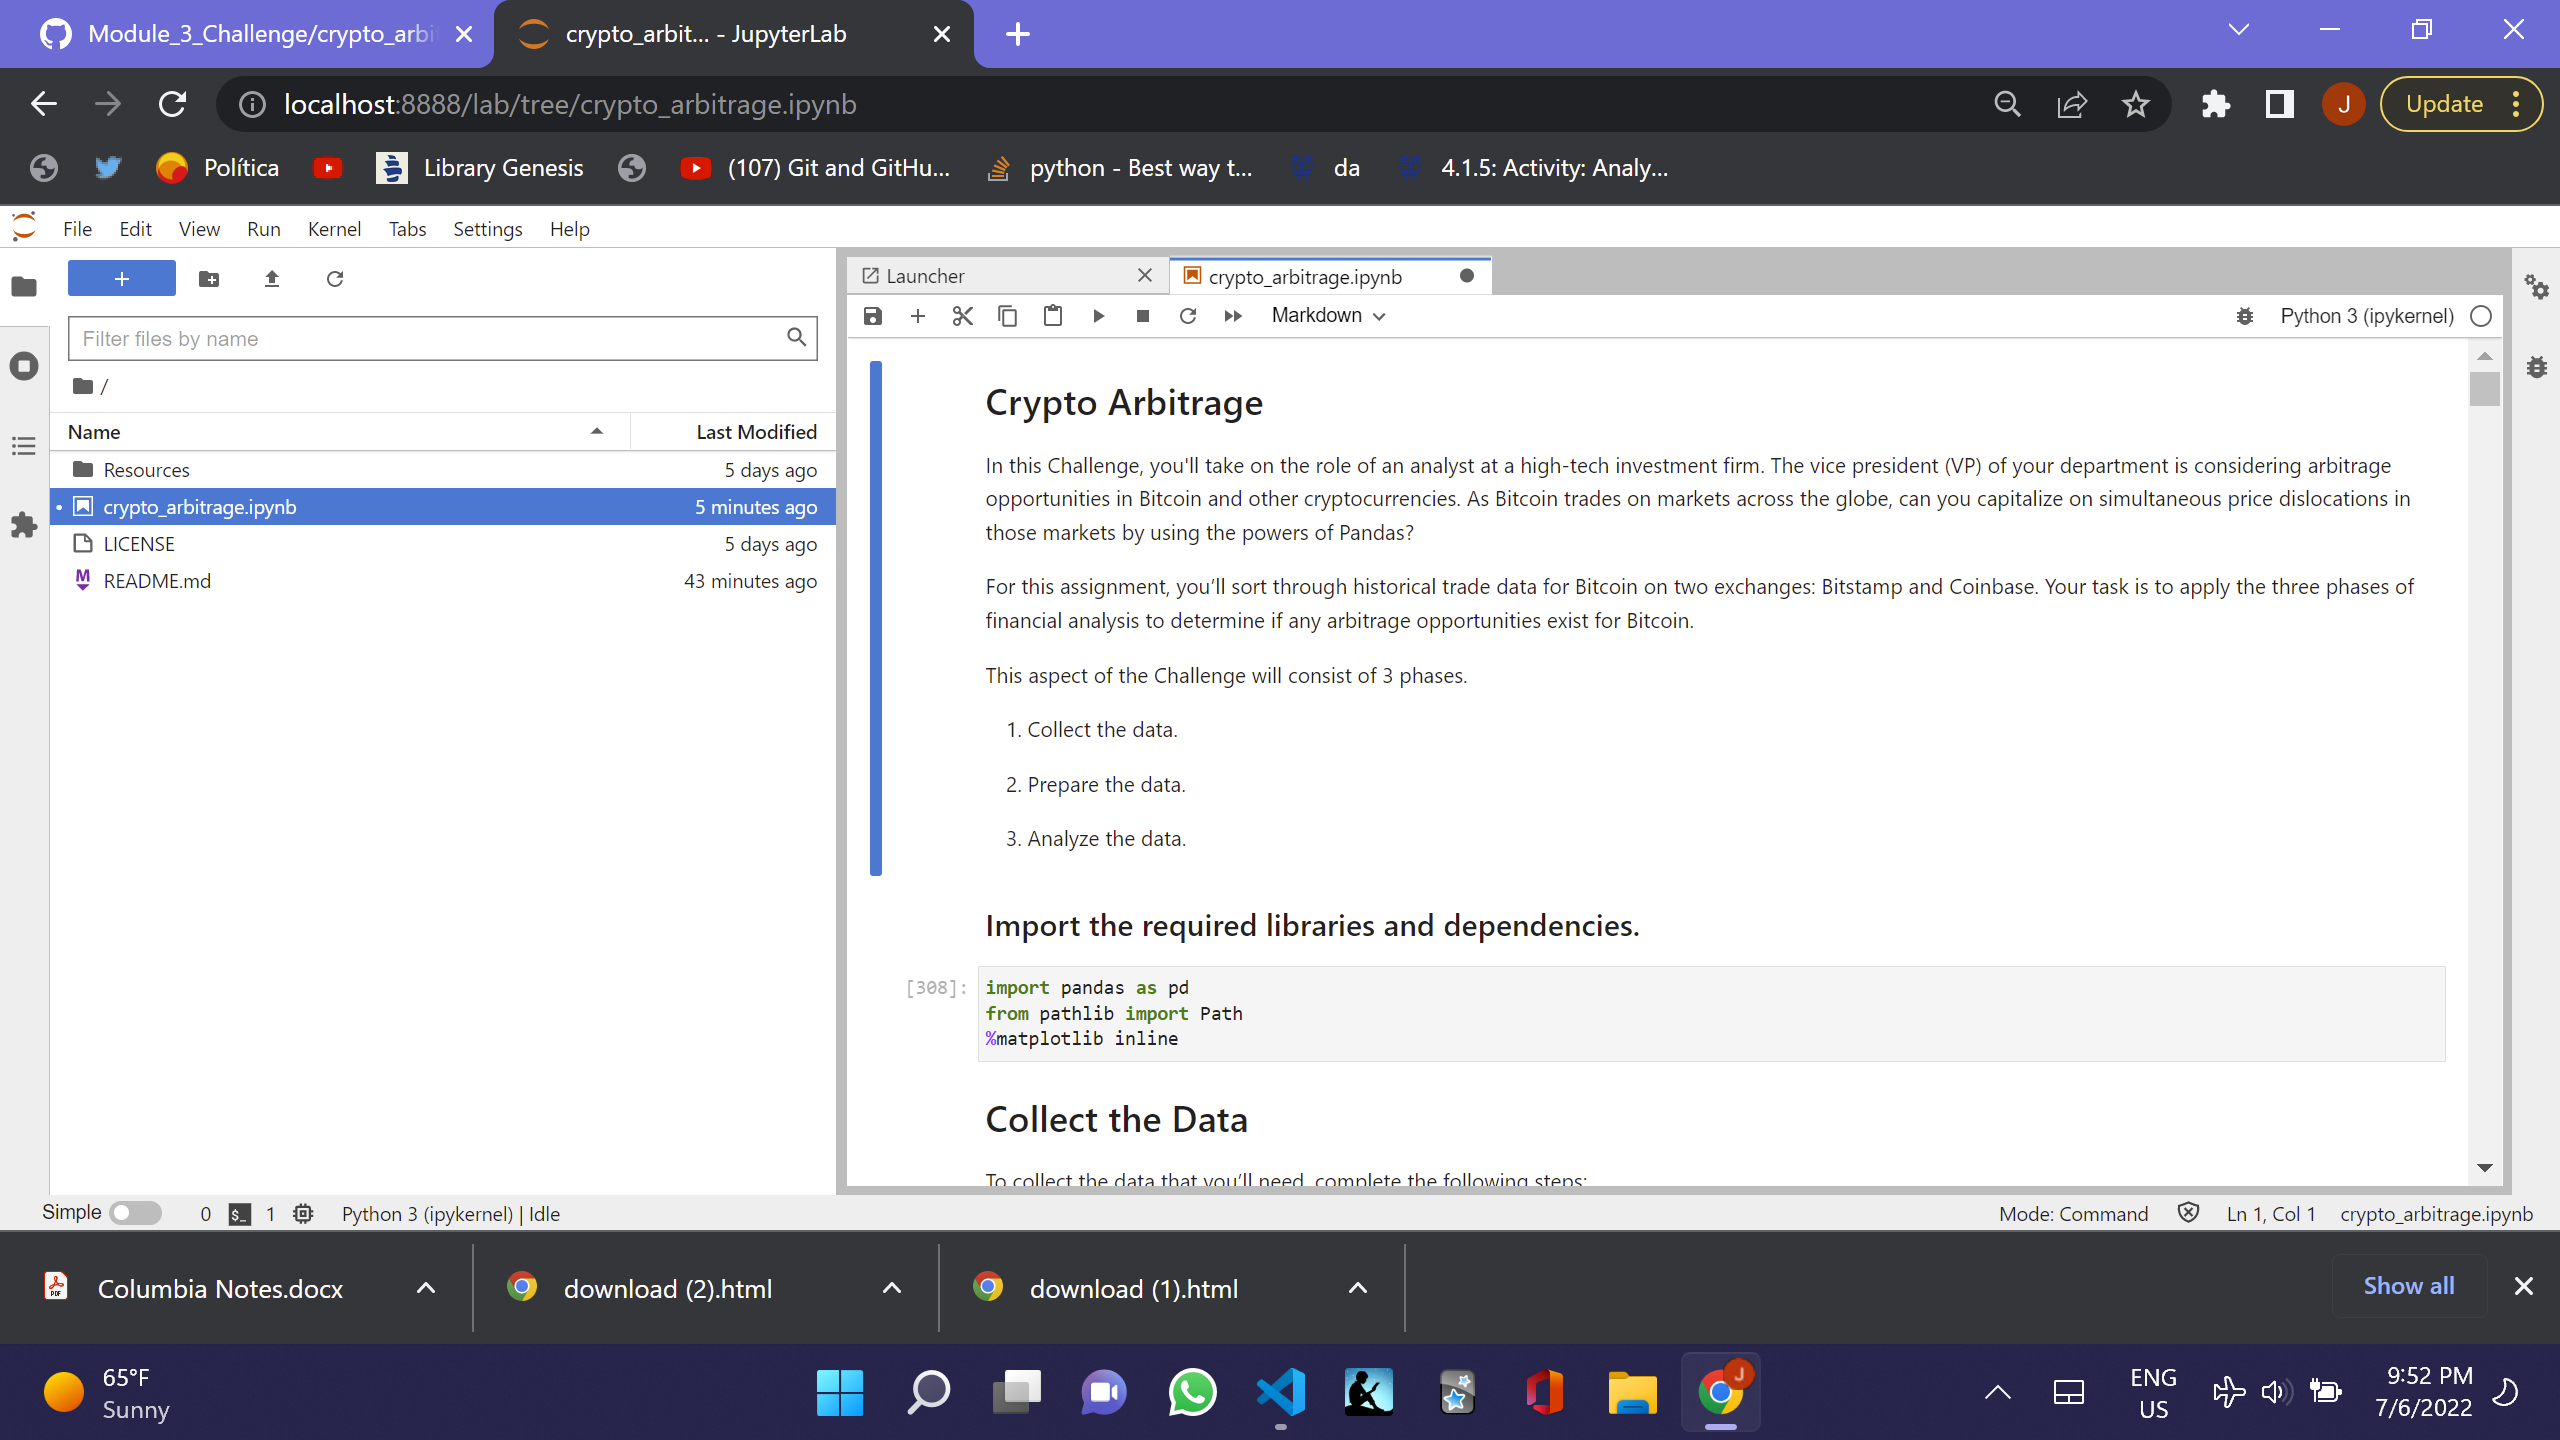 Module_3_Challenge/crypto_arbit
crypto_arbit... - JupyterLab
localhost:8888/lab/tree/crypto_arbitrage.ipynb
J
Update
Política
Library Genesis
(107) Git and GitHu...
python - Best way t...
da
4.1.5: Activity: Analy...
File Edit View Run Kernel Tabs Settings Help
Launcher
crypto_arbitrage.ipynb
Filter files by name
Markdown
Python 3 (ipykernel)
/
Name
Last Modified
Resources 5 days ago
crypto_arbitrage.ipynb 5 minutes ago
LICENSE 5 days ago
README.md 43 minutes ago
Crypto Arbitrage
In this Challenge, you'll take on the role of an analyst at a high-tech investment firm. The vice president (VP) of your department is considering arbitrage
opportunities in Bitcoin and other cryptocurrencies. As Bitcoin trades on markets across the globe, can you capitalize on simultaneous price dislocations in
those markets by using the powers of Pandas?
For this assignment, you’ll sort through historical trade data for Bitcoin on two exchanges: Bitstamp and Coinbase. Your task is to apply the three phases of
financial analysis to determine if any arbitrage opportunities exist for Bitcoin.
This aspect of the Challenge will consist of 3 phases.
1. Collect the data.
2. Prepare the data.
3. Analyze the data.
Import the required libraries and dependencies.
[308]:
import pandas as pd
from pathlib import Path
%matplotlib inline
Collect the Data
To collect the data that you’ll need, complete the following steps:
Simple 0 $_ 1 Python 3 (ipykernel) | Idle
Mode: Command Ln 1, Col 1 crypto_arbitrage.ipynb
PDF
Columbia Notes.docx
download (2).html
download (1).html
Show all
65°F
Sunny
J
ENG
US
9:52 PM
7/6/2022